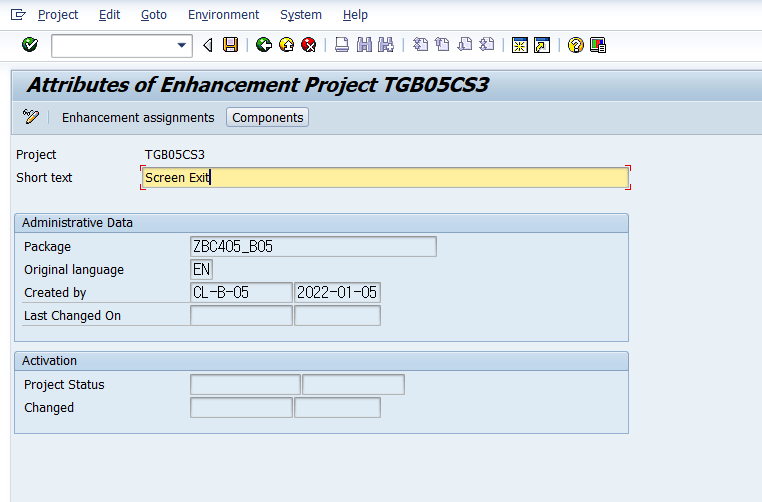 Project Edit Goto Environment System Help
Attributes of Enhancement Project TGB05CS3
Enhancement assignments Components
Project TGB05CS3
Short text Screen Exit
Administrative Data
Package ZBC405_B05
Original language EN
Created by CL-B-05 2022-01-05
Last Changed On
Activation
Project Status
Changed